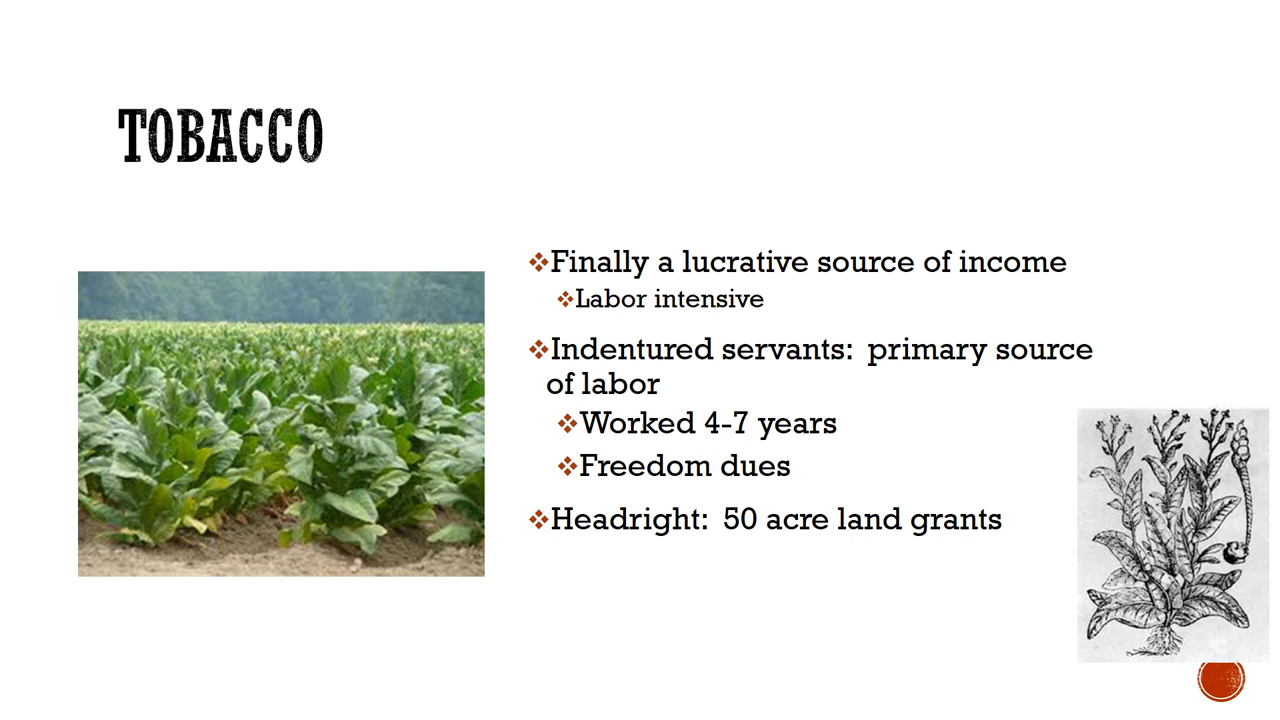 TOBACCO
❖Finally a lucrative source of income
❖Labor intensive
❖Indentured servants:  primary source
of labor
❖Worked 4-7 years
❖Freedom dues
❖Headright:  50 acre land grants